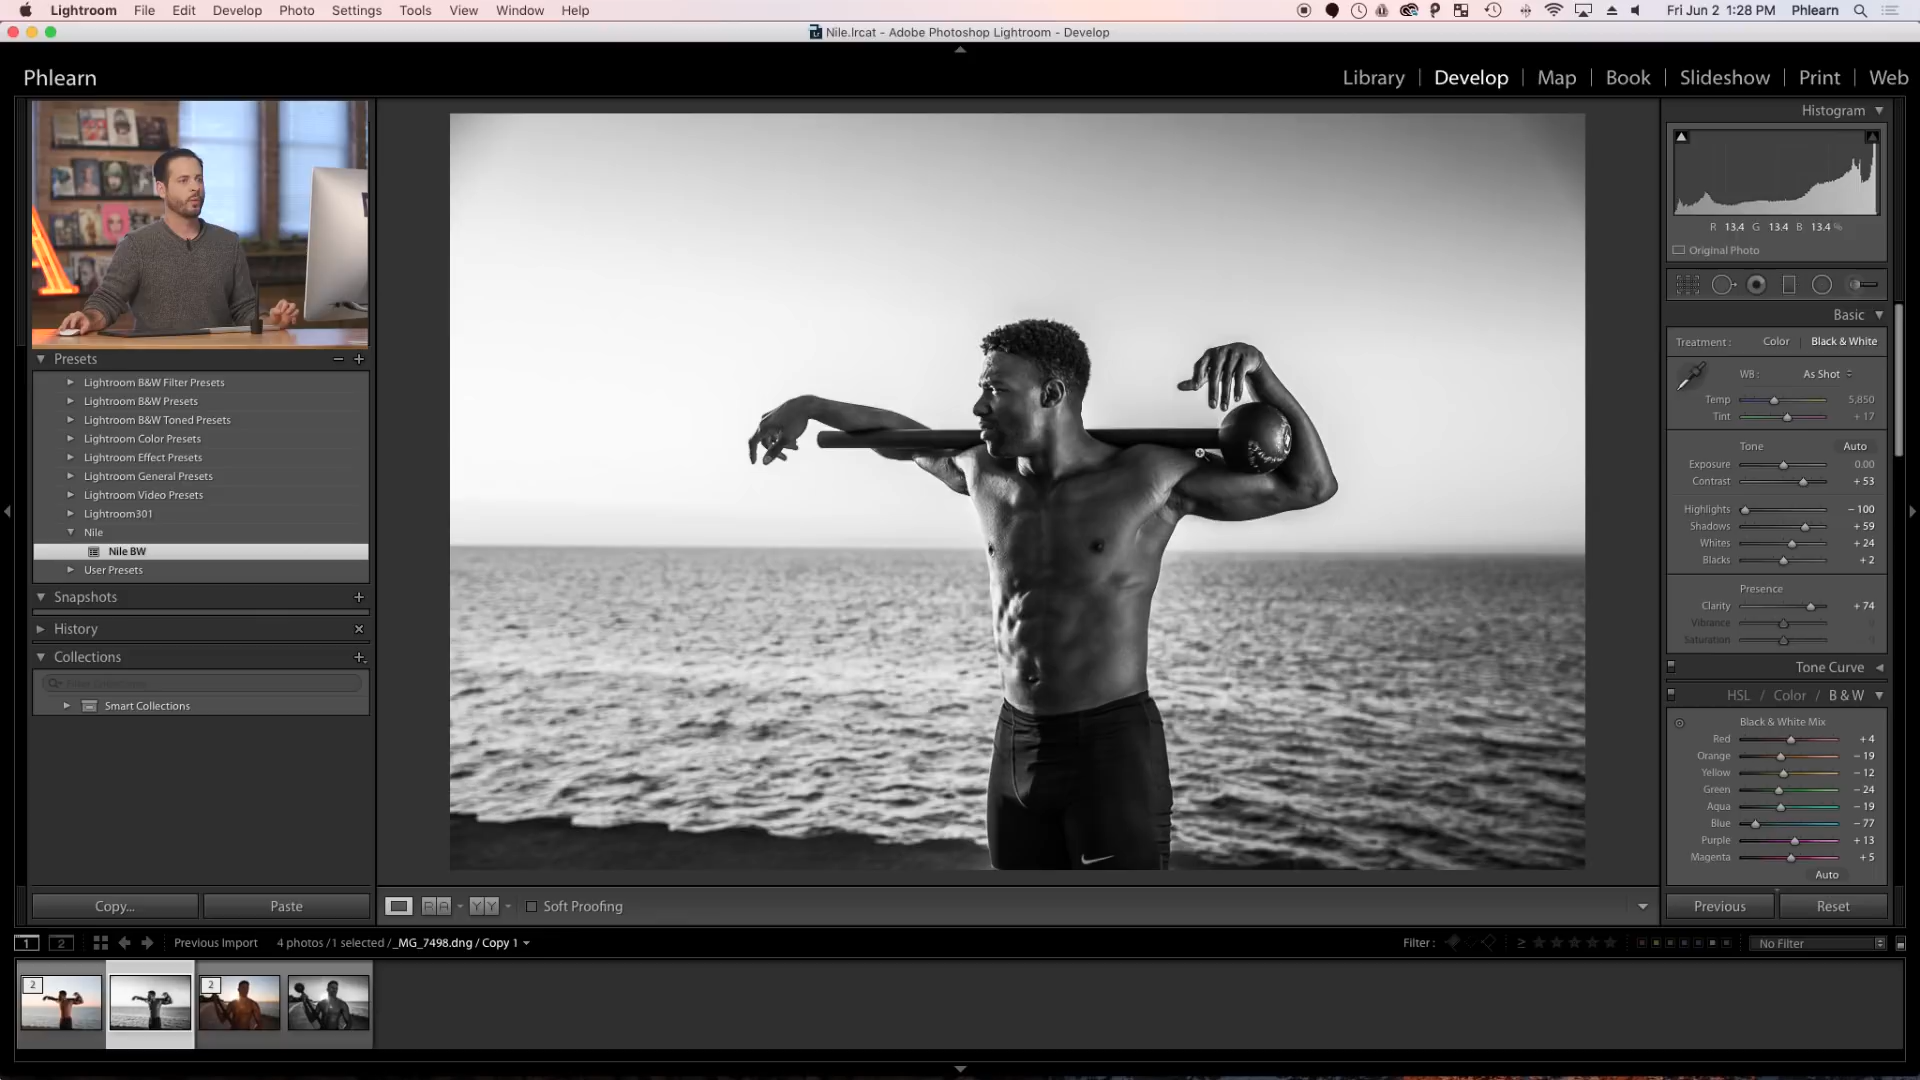 Lightroom File Edit Develop Photo Settings Tools View Window Help Fri Jun 2 1:28 PM Phlearn
Nile.lrcat - Adobe Photoshop Lightroom - Develop
Phlearn Library Develop Map Book Slideshow Print Web
Histogram
R 13.4 G 13.4 B 13.4 %
Original Photo
Basic
Treatment : Color Black & White
WB : As Shot
Temp 5,850
Tint + 17
Tone Auto
Exposure 0.00
Contrast + 53
Highlights − 100
Shadows + 59
Whites + 24
Blacks + 2
Presence
Clarity + 74
Vibrance
Saturation
Tone Curve
HSL / Color / B & W
Black & White Mix
Red + 4
Orange − 19
Yellow − 12
Green − 24
Aqua − 19
Blue − 77
Purple + 13
Magenta + 5
Auto
Previous Reset
Presets
Lightroom B&W Filter Presets
Lightroom B&W Presets
Lightroom B&W Toned Presets
Lightroom Color Presets
Lightroom Effect Presets
Lightroom General Presets
Lightroom Video Presets
Lightroom301
Nile
Nile BW
User Presets
Snapshots
History
Collections
Smart Collections
Copy... Paste
R A Y Y Soft Proofing
1 2 Previous Import 4 photos / 1 selected / _MG_7498.dng / Copy 1 Filter : No Filter
2 2